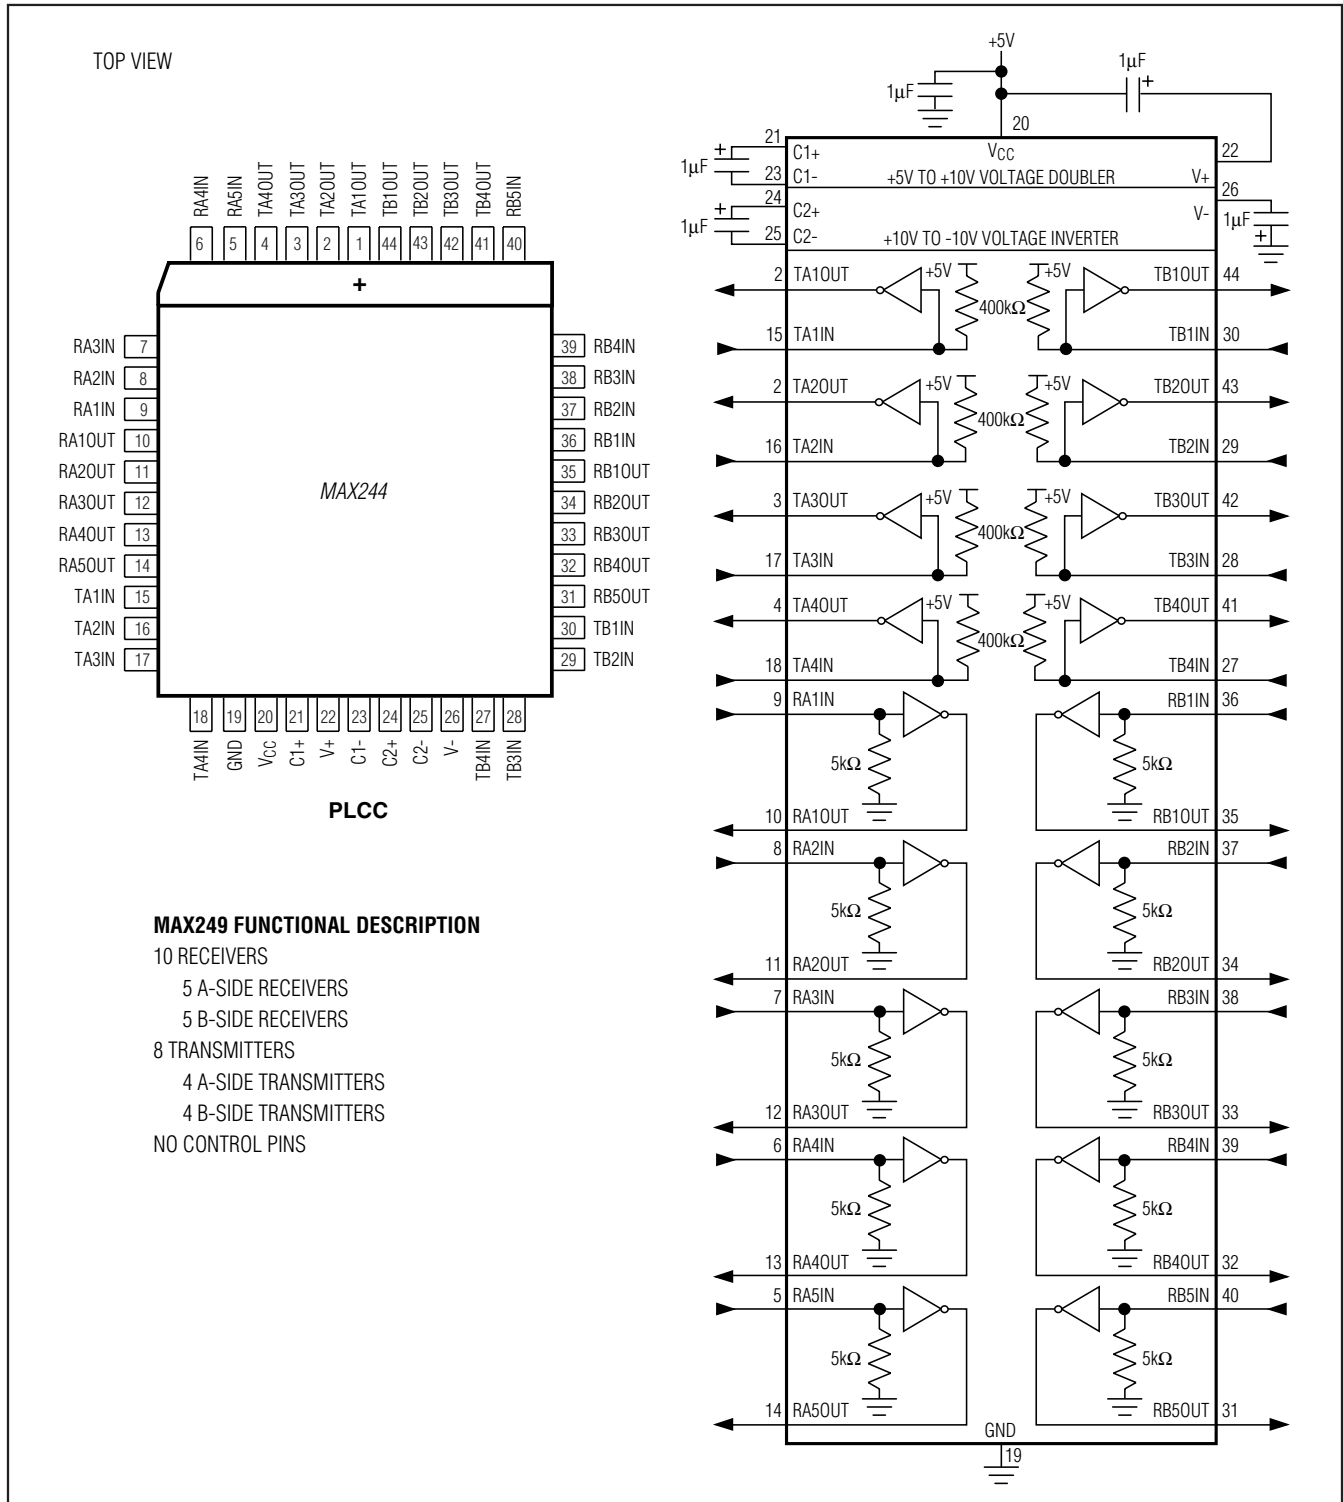 TOP VIEW
RA4IN
RA5IN
TA4OUT
TA3OUT
TA2OUT
TA1OUT
TB1OUT
TB2OUT
TB3OUT
TB4OUT
RB5IN
6 5 4 3 2 1 44 43 42 41 40
+
RA3IN 7
RA2IN 8
RA1IN 9
RA1OUT 10
RA2OUT 11
RA3OUT 12
RA4OUT 13
RA5OUT 14
TA1IN 15
TA2IN 16
TA3IN 17
MAX244
39 RB4IN
38 RB3IN
37 RB2IN
36 RB1IN
35 RB1OUT
34 RB2OUT
33 RB3OUT
32 RB4OUT
31 RB5OUT
30 TB1IN
29 TB2IN
18 19 20 21 22 23 24 25 26 27 28
TA4IN
GND
VCC
C1+
V+
C1-
C2+
C2-
V-
TB4IN
TB3IN
PLCC
MAX249 FUNCTIONAL DESCRIPTION
10 RECEIVERS
5 A-SIDE RECEIVERS
5 B-SIDE RECEIVERS
8 TRANSMITTERS
4 A-SIDE TRANSMITTERS
4 B-SIDE TRANSMITTERS
NO CONTROL PINS
+5V
1μF
1μF +
20
21 C1+ VCC 22
+ 1μF
23 C1- +5V TO +10V VOLTAGE DOUBLER V+
26
24 C2+ V-
+ 1μF
1μF +
25 C2- +10V TO -10V VOLTAGE INVERTER
2 TA1OUT +5V +5V TB1OUT 44
400kΩ
15 TA1IN TB1IN 30
2 TA2OUT +5V +5V TB2OUT 43
400kΩ
16 TA2IN TB2IN 29
3 TA3OUT +5V +5V TB3OUT 42
400kΩ
17 TA3IN TB3IN 28
4 TA4OUT +5V +5V TB4OUT 41
400kΩ
18 TA4IN TB4IN 27
9 RA1IN RB1IN 36
5kΩ 5kΩ
10 RA1OUT RB1OUT 35
8 RA2IN RB2IN 37
5kΩ 5kΩ
11 RA2OUT RB2OUT 34
7 RA3IN RB3IN 38
5kΩ 5kΩ
12 RA3OUT RB3OUT 33
6 RA4IN RB4IN 39
5kΩ 5kΩ
13 RA4OUT RB4OUT 32
5 RA5IN RB5IN 40
5kΩ 5kΩ
14 RA5OUT RB5OUT 31
GND
19